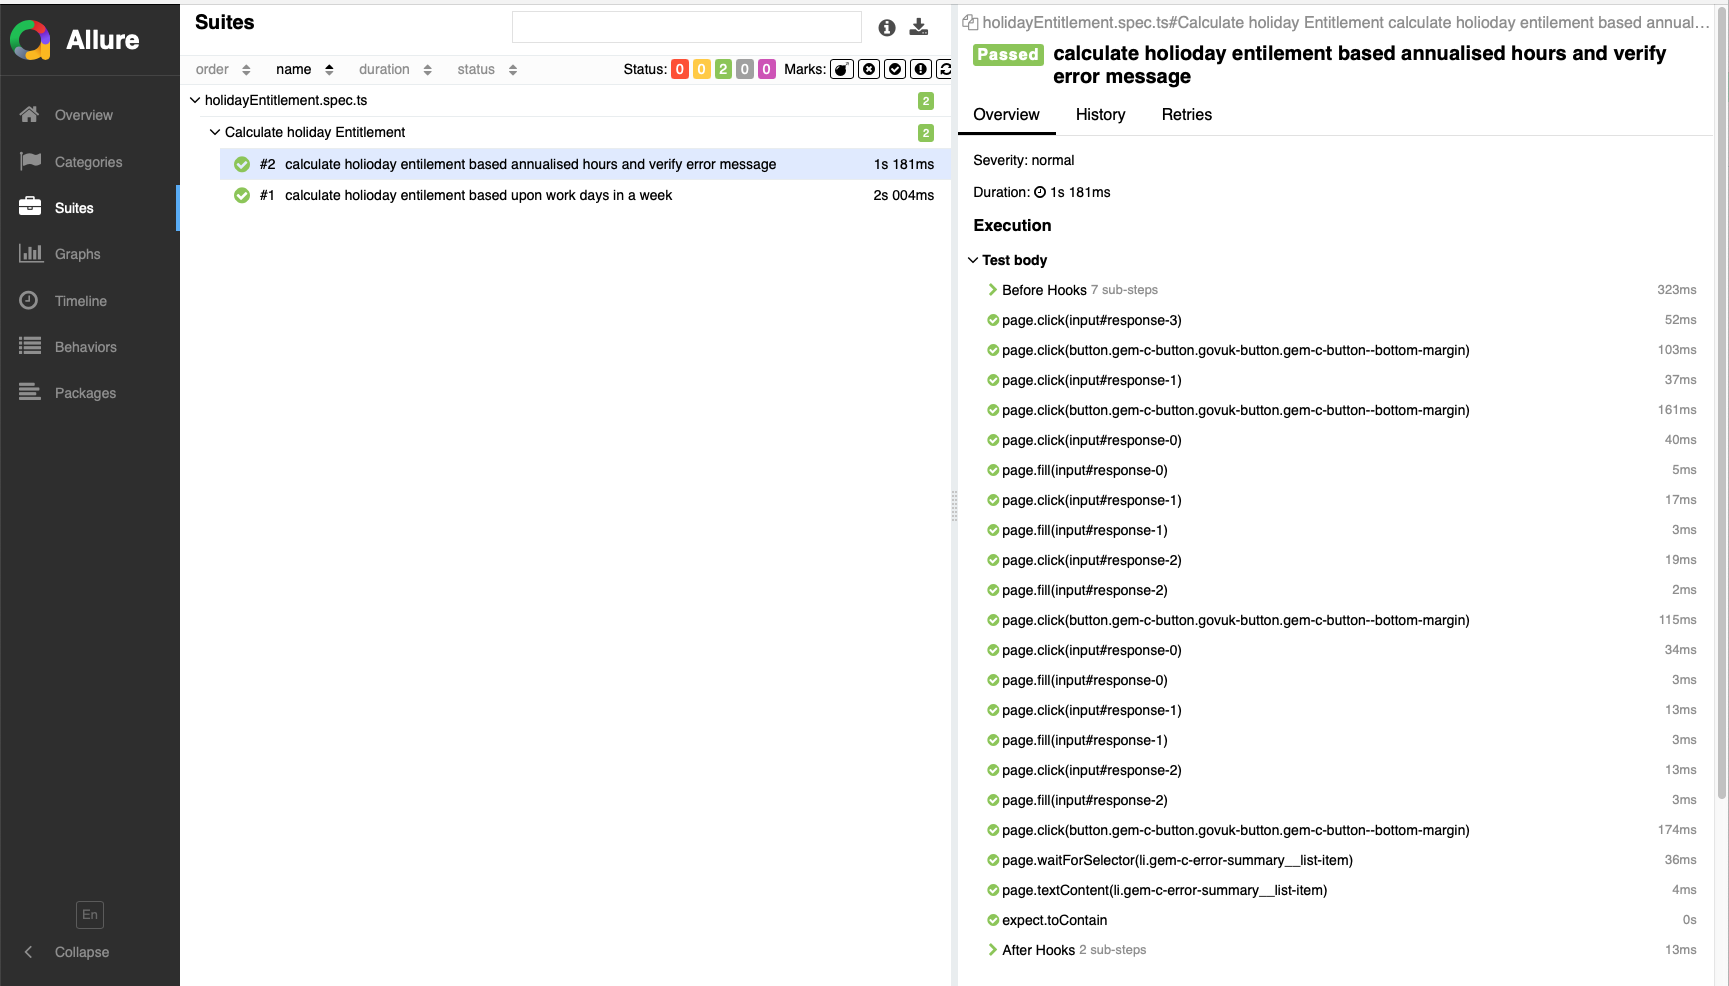 Allure
Overview
Categories
Suites
Graphs
Timeline
Behaviors
Packages
En
Collapse
Suites
order name duration status Status: 0 0 2 0 0 Marks:
holidayEntitlement.spec.ts 2
Calculate holiday Entitlement 2
#2 calculate holioday entilement based annualised hours and verify error message 1s 181ms
#1 calculate holioday entilement based upon work days in a week 2s 004ms
holidayEntitlement.spec.ts#Calculate holiday Entitlement calculate holioday entilement based annual...
Passed calculate holioday entilement based annualised hours and verify
error message
Overview History Retries
Severity: normal
Duration: 1s 181ms
Execution
Test body
Before Hooks 7 sub-steps 323ms
page.click(input#response-3) 52ms
page.click(button.gem-c-button.govuk-button.gem-c-button--bottom-margin) 103ms
page.click(input#response-1) 37ms
page.click(button.gem-c-button.govuk-button.gem-c-button--bottom-margin) 161ms
page.click(input#response-0) 40ms
page.fill(input#response-0) 5ms
page.click(input#response-1) 17ms
page.fill(input#response-1) 3ms
page.click(input#response-2) 19ms
page.fill(input#response-2) 2ms
page.click(button.gem-c-button.govuk-button.gem-c-button--bottom-margin) 115ms
page.click(input#response-0) 34ms
page.fill(input#response-0) 3ms
page.click(input#response-1) 13ms
page.fill(input#response-1) 3ms
page.click(input#response-2) 13ms
page.fill(input#response-2) 3ms
page.click(button.gem-c-button.govuk-button.gem-c-button--bottom-margin) 174ms
page.waitForSelector(li.gem-c-error-summary__list-item) 36ms
page.textContent(li.gem-c-error-summary__list-item) 4ms
expect.toContain 0s
After Hooks 2 sub-steps 13ms